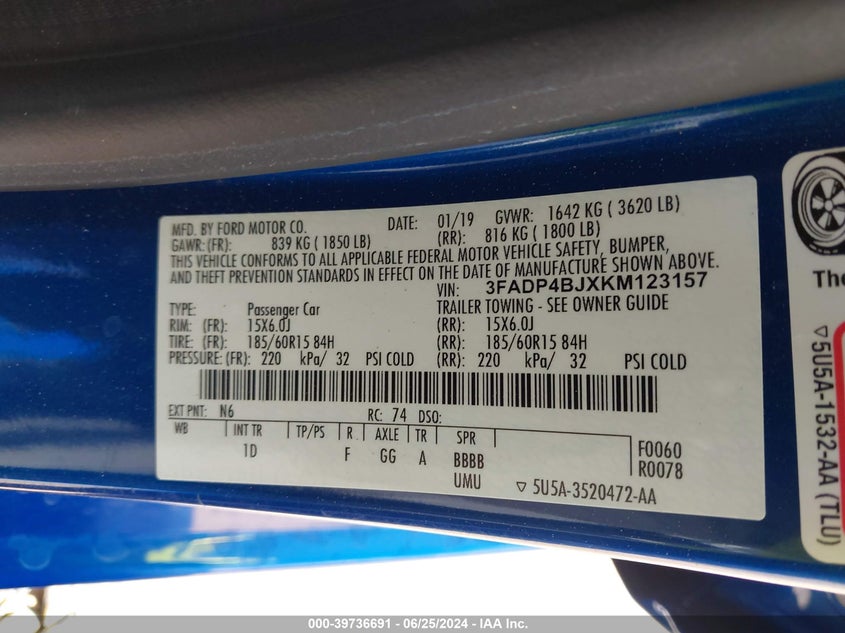 MFD. BY FORD MOTOR CO. DATE: 01/19 GVWR: 1642 KG ( 3620 LB)
GAWR: (FR): 839 KG ( 1850 LB) (RR): 816 KG ( 1800 LB)
THIS VEHICLE CONFORMS TO ALL APPLICABLE FEDERAL MOTOR VEHICLE SAFETY, BUMPER,
AND THEFT PREVENTION STANDARDS IN EFFECT ON THE DATE OF MANUFACTURE SHOWN ABOVE.
VIN: 3FADP4BJXKM123157
TYPE: Passenger Car TRAILER TOWING - SEE OWNER GUIDE
RIM: (FR): 15X6.0J (RR): 15X6.0J
TIRE: (FR): 185/60R15 84H (RR): 185/60R15 84H
PRESSURE: (FR): 220 kPa/ 32 PSI COLD (RR): 220 kPa/ 32 PSI COLD
EXT PNT: N6 RC: 74 DSO:
WB INT TR TP/PS R AXLE TR SPR F0060
1D F GG A BBBB R0078
UMU ▽ 5U5A-3520472-AA
The
▽5U5A-1532-AA (TLU)
000-39736691 - 06/25/2024 - IAA Inc.